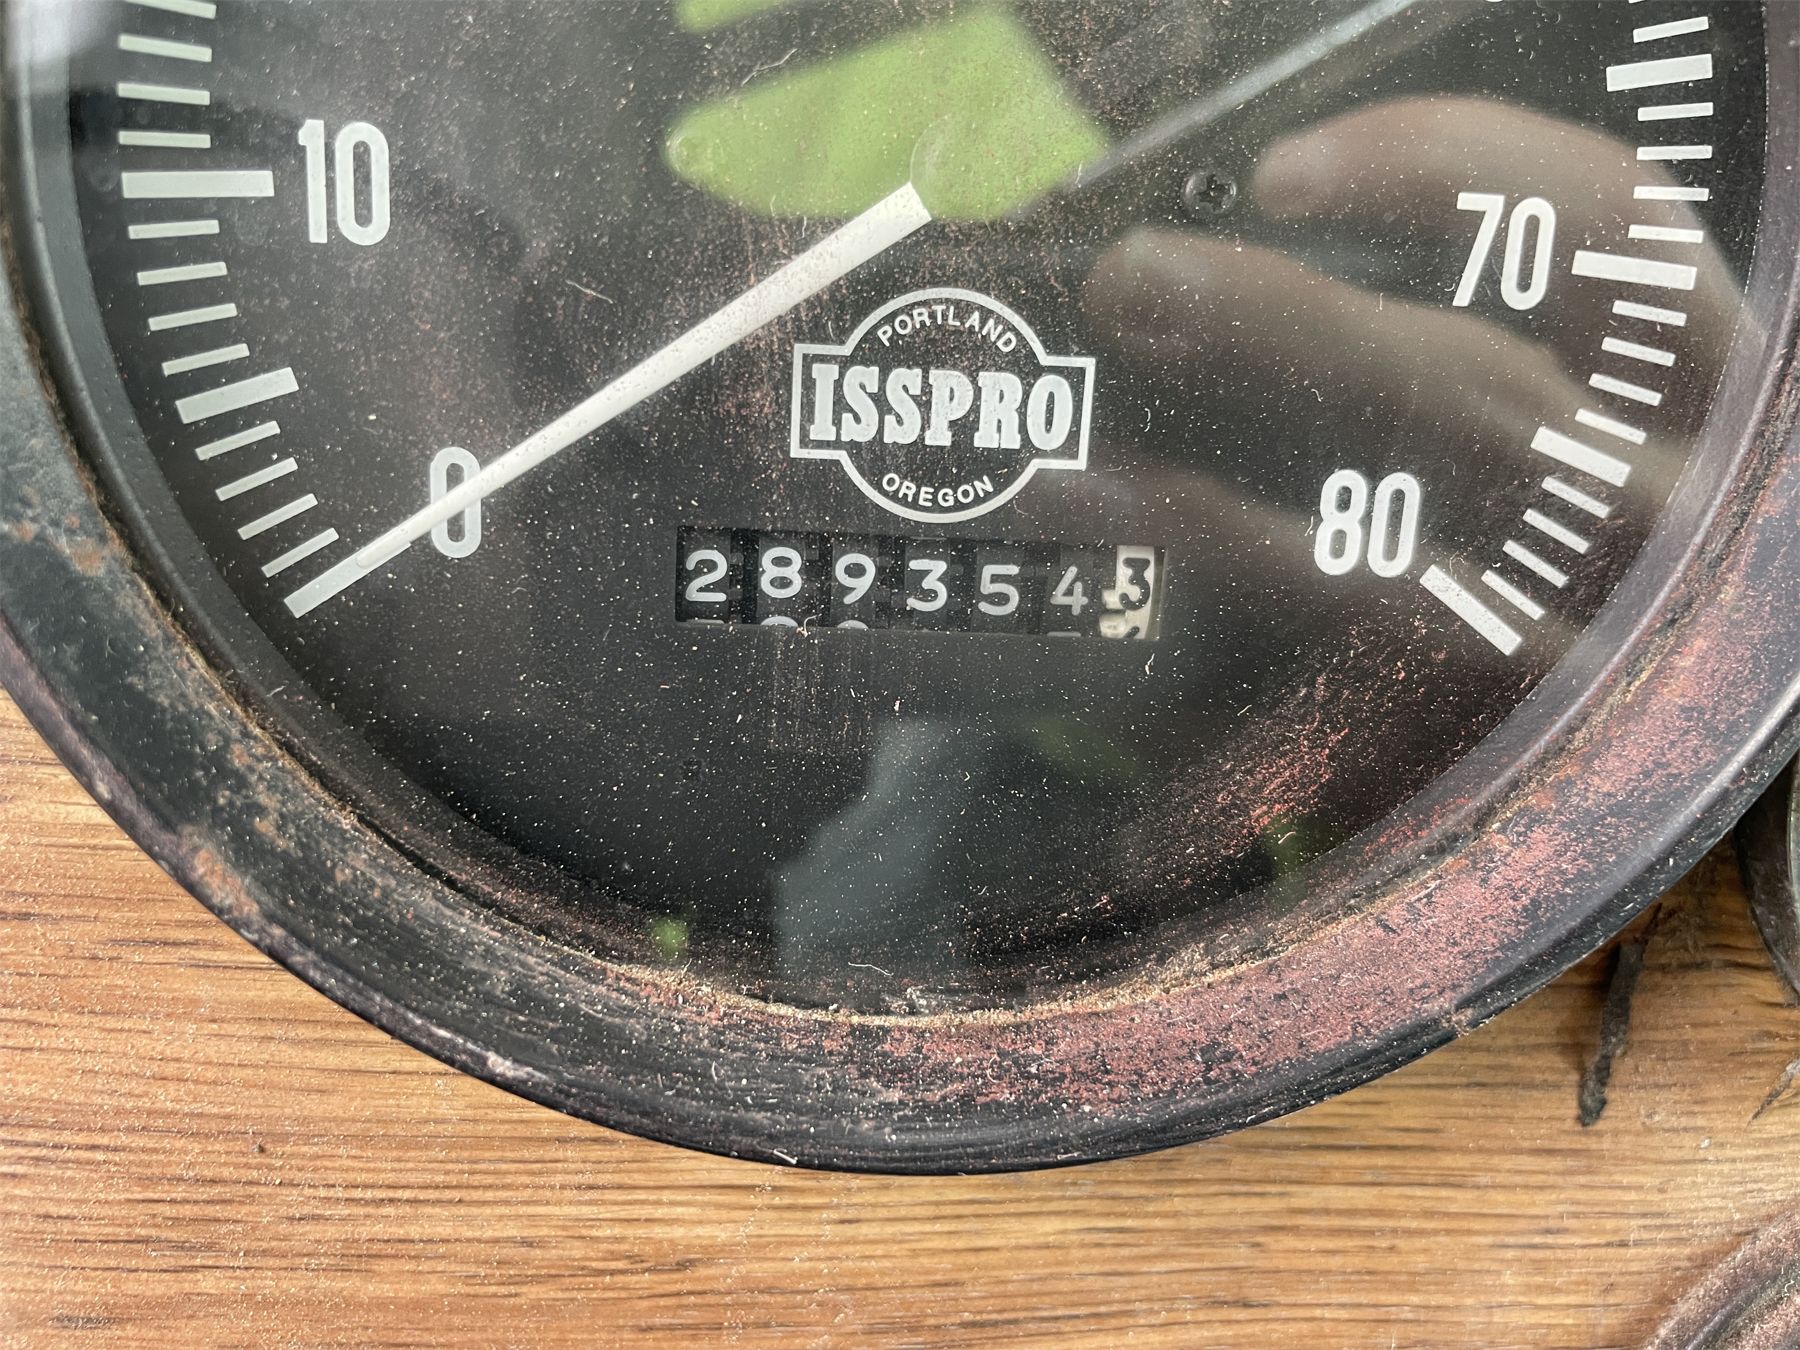 10
70
PORTLAND
ISSPRO
OREGON
0
80
2893543